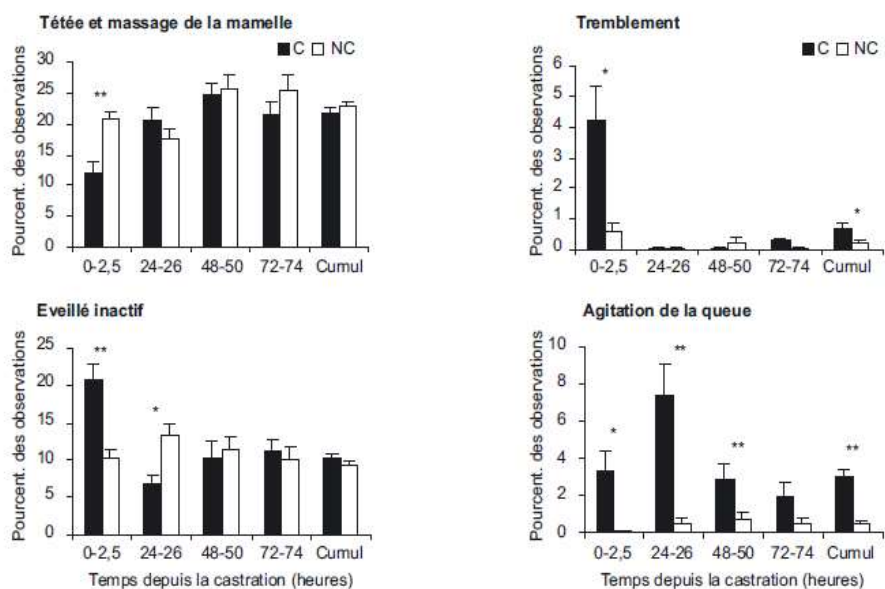 Tétée et massage de la mamelle
C NC
Pourcent. des observations
30
25
20
15
10
5
0
**
0-2,5 24-26 48-50 72-74 Cumul
Tremblement
C NC
Pourcent. des observations
6
5
4
3
2
1
0
*
*
0-2,5 24-26 48-50 72-74 Cumul
Eveillé inactif
Pourcent. des observations
25
20
15
10
5
0
**
*
0-2,5 24-26 48-50 72-74 Cumul
Temps depuis la castration (heures)
Agitation de la queue
Pourcent. des observations
10
8
6
4
2
0
*
**
**
**
0-2,5 24-26 48-50 72-74 Cumul
Temps depuis la castration (heures)